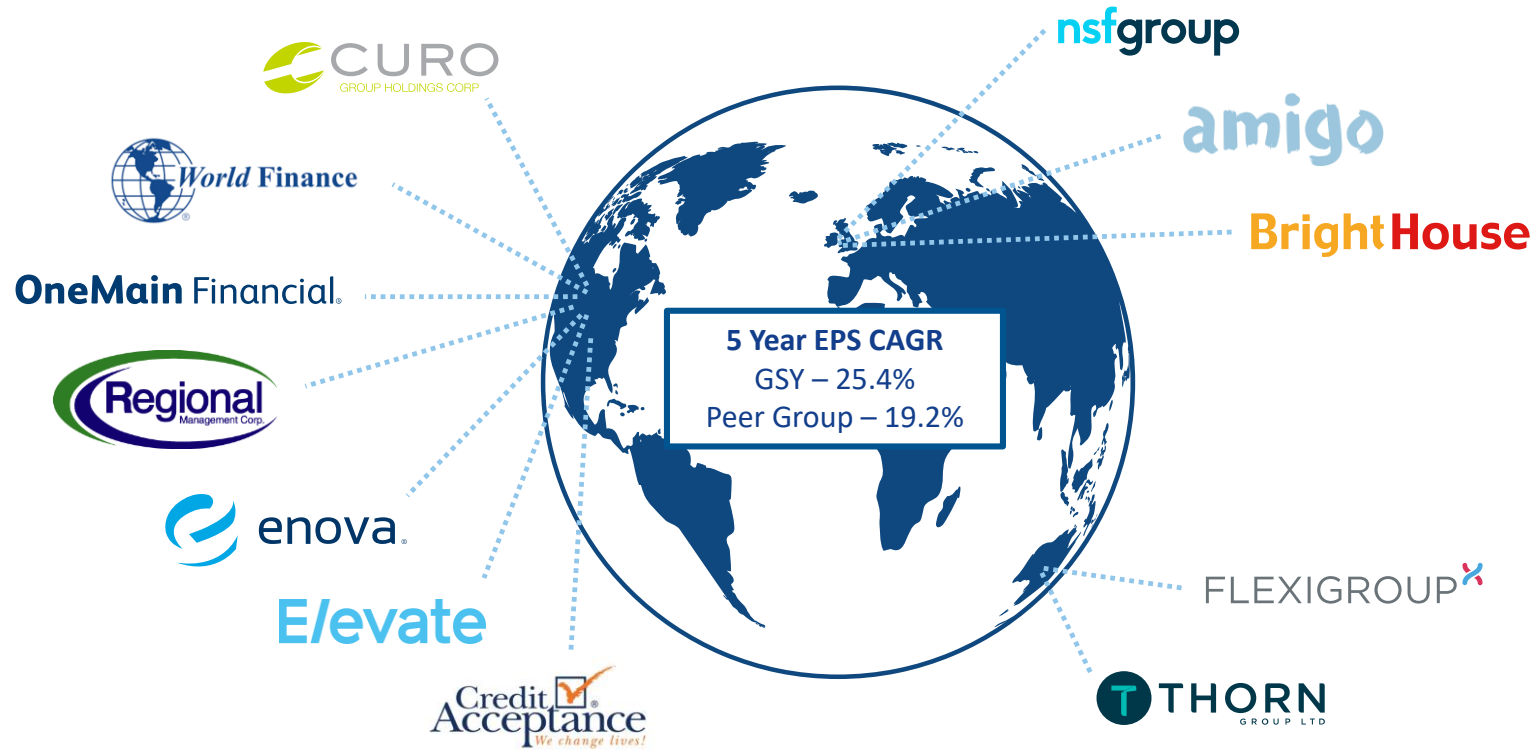 nsfgroup
CURO
GROUP HOLDINGS CORP
amigo
World Finance
®
BrightHouse
OneMain Financial.
®
5 Year EPS CAGR
GSY – 25.4%
Peer Group – 19.2%
Regional
Management Corp.
enova
®
FLEXIGROUP
E/evate
Credit
Acceptance
®
We change lives!
T THORN
GROUP LTD